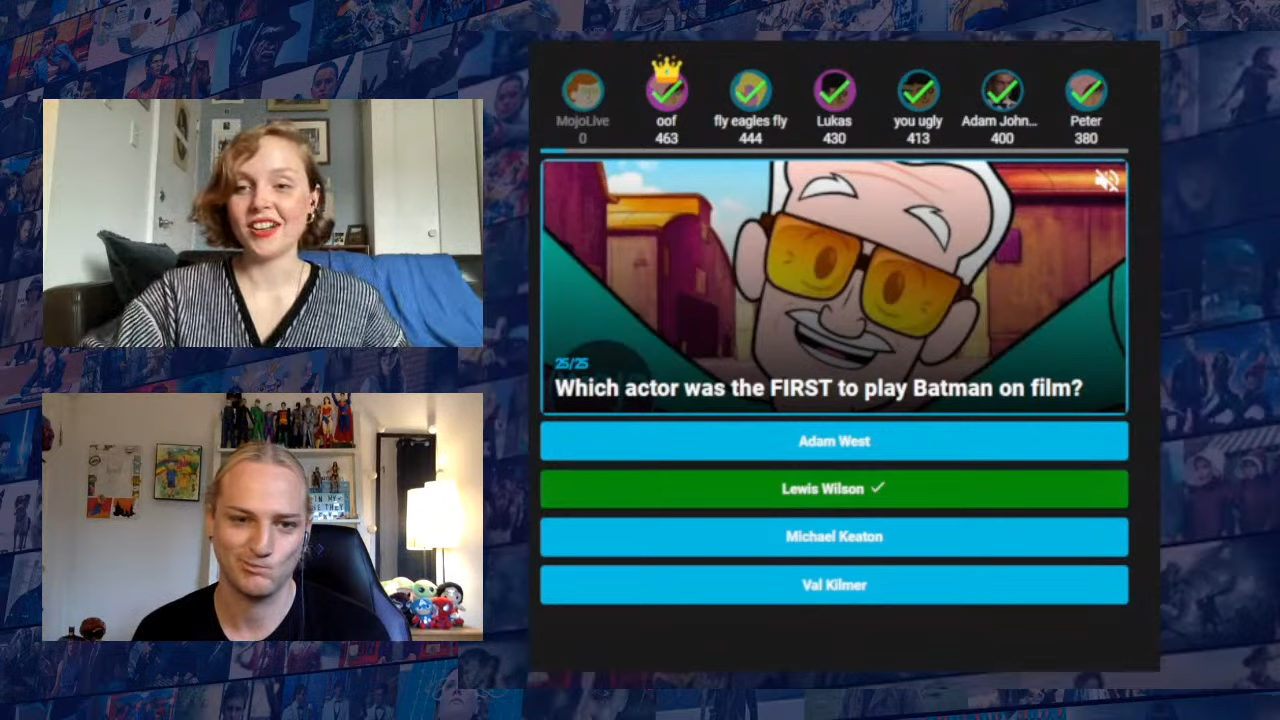 MojoLive
0
oof
463
fly eagles fly
444
Lukas
430
you ugly
413
Adam John...
400
Peter
380
25/25
Which actor was the FIRST to play Batman on film?
Adam West
Lewis Wilson
Michael Keaton
Val Kilmer
IN MY